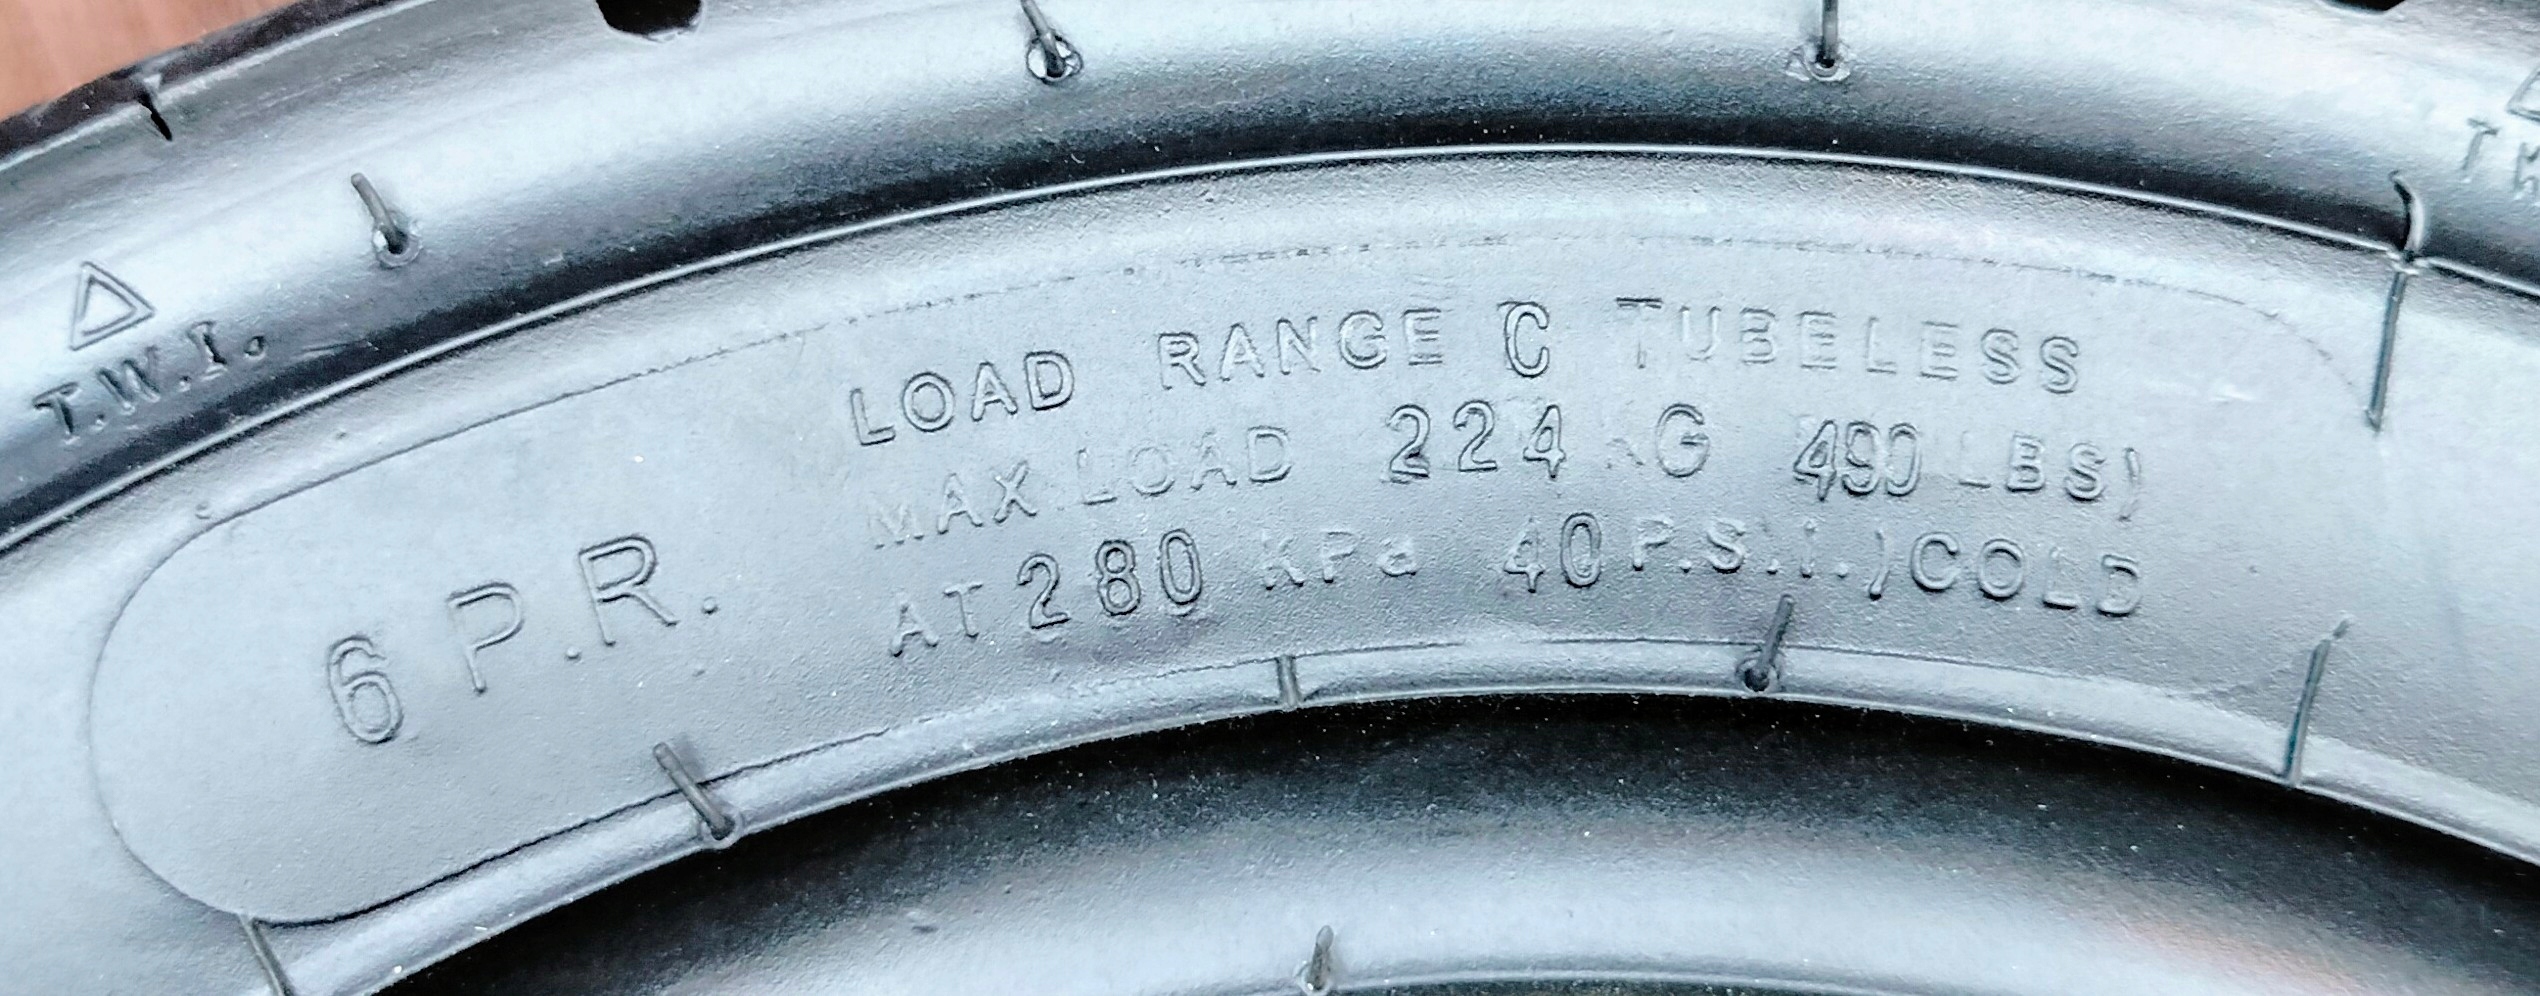 T.W.I.
LOAD RANGE C TUBELESS
MAX.LOAD 224 KG 490 LBS)
AT 280 KPa 40 P.S.i.) COLD
6 P.R.